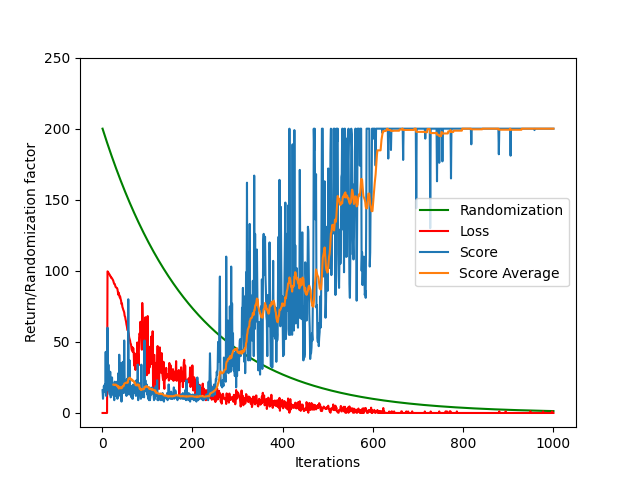 250
200
150
100
50
0
Return/Randomization factor
Randomization
Loss
Score
Score Average
0 200 400 600 800 1000
Iterations